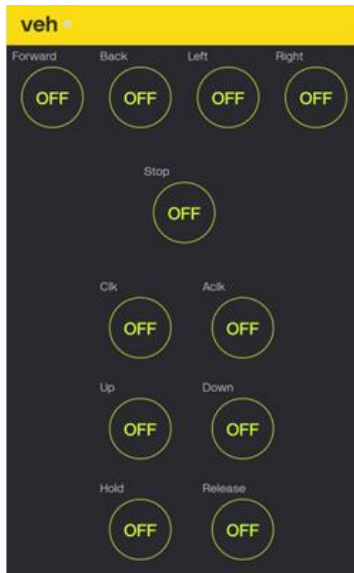 veh
Forward Back Left Right
OFF OFF OFF OFF
Stop
OFF
Clk Aclk
OFF OFF
Up Down
OFF OFF
Hold Release
OFF OFF